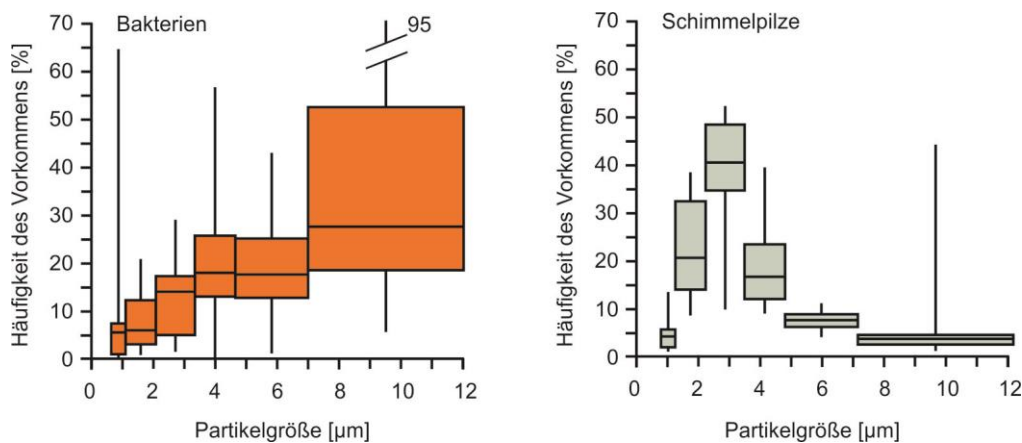 Bakterien
95
Häufigkeit des Vorkommens [%]
70
60
50
40
30
20
10
0
0 2 4 6 8 10 12
Partikelgröße [µm]
Schimmelpilze
Häufigkeit des Vorkommens [%]
70
60
50
40
30
20
10
0
0 2 4 6 8 10 12
Partikelgröße [µm]